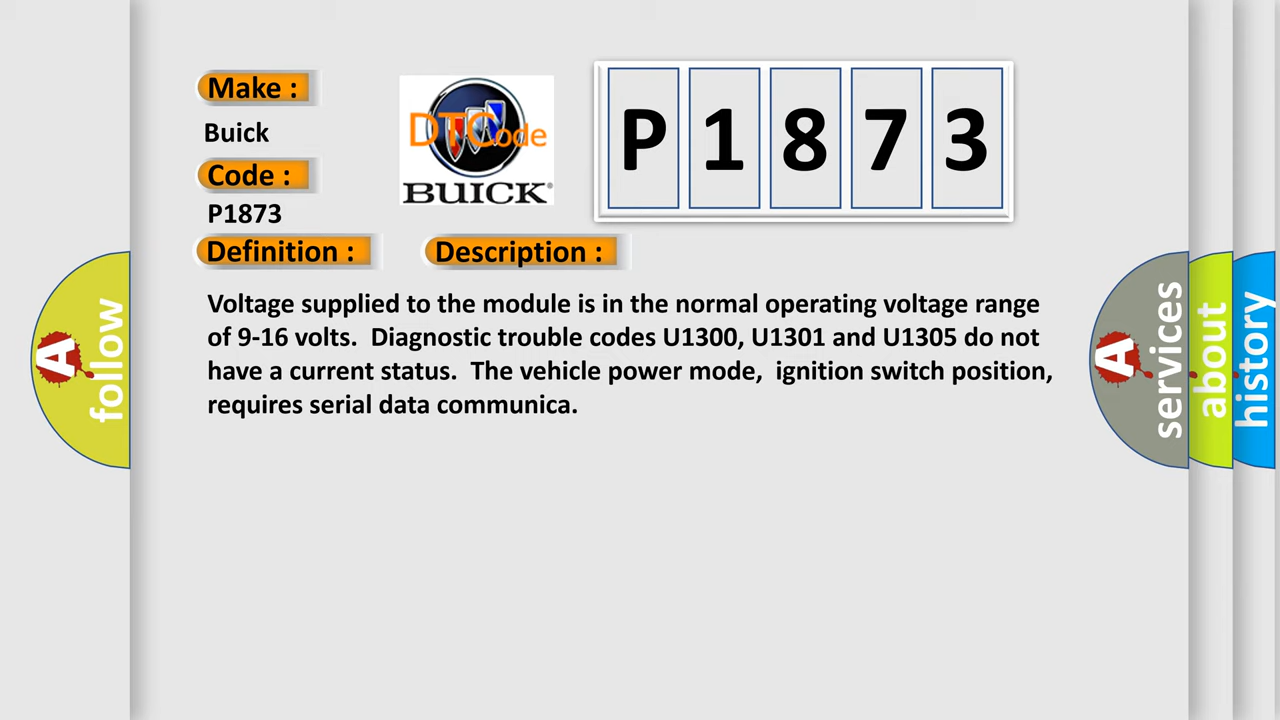 Make :
Buick
Code :
P1873
Definition :
Description :
DTCode
BUICK
P 1 8 7 3
Voltage supplied to the module is in the normal operating voltage range
of 9-16 volts  Diagnostic trouble codes U1300, U1301 and U1305 do not
have a current status  The vehicle power mode,  ignition switch position,
requires serial data communica.
A
follow
A
services
about
history